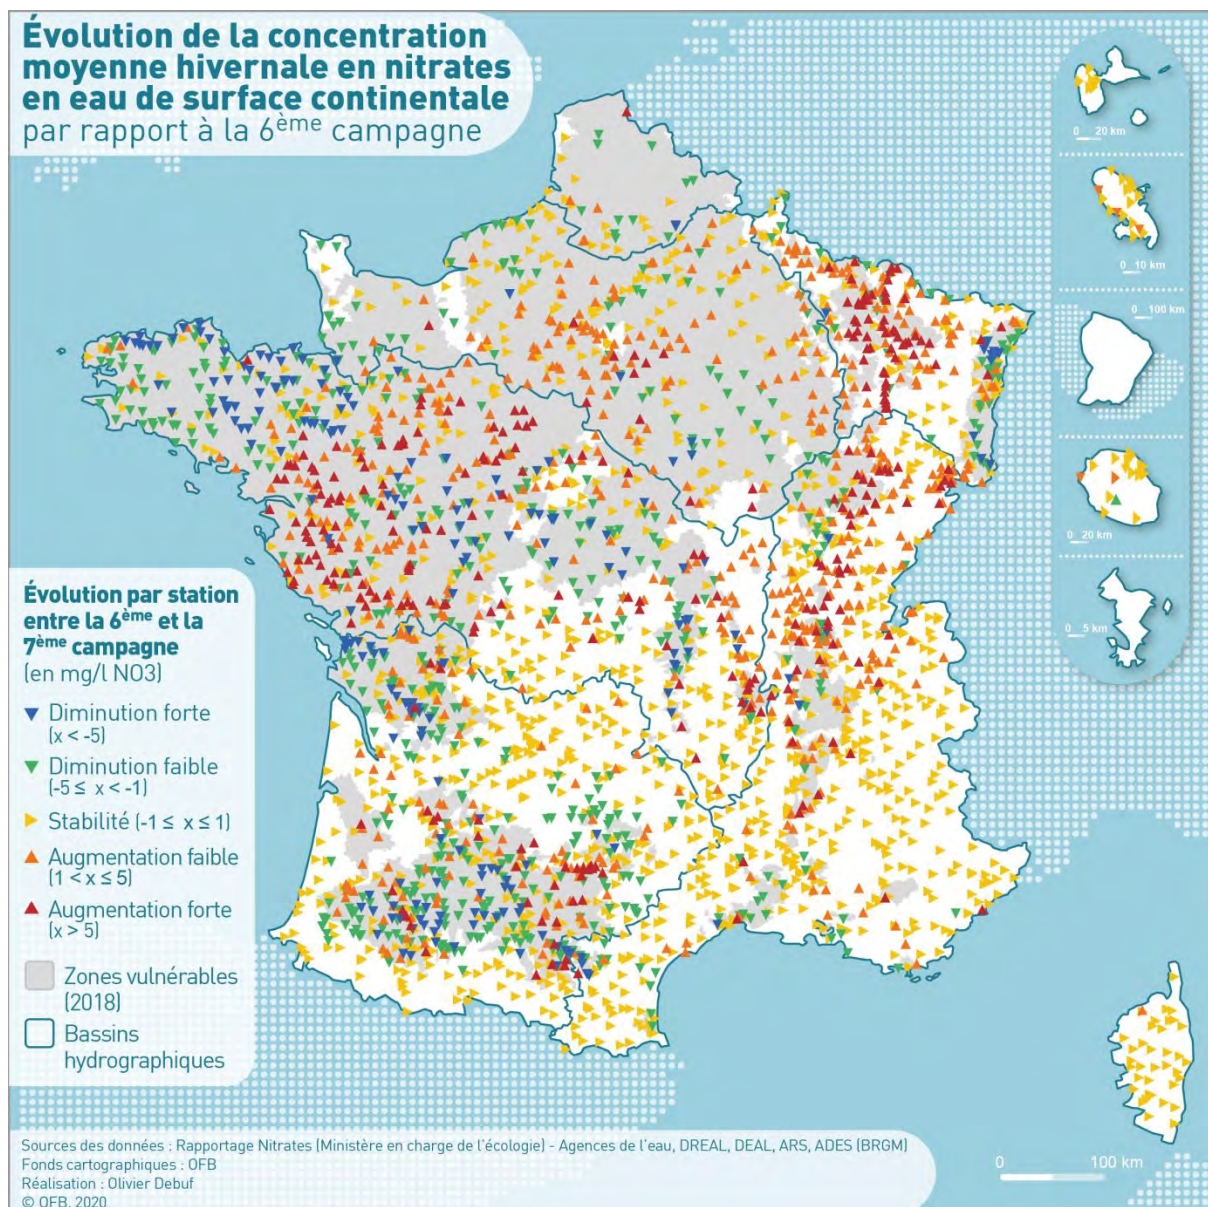 Évolution de la concentration
moyenne hivernale en nitrates
en eau de surface continentale
par rapport à la 6ème campagne
0 20 km
0 10 km
0 100 km
0 20 km
0 5 km
Évolution par station
entre la 6ème et la
7ème campagne
(en mg/l NO3)
Diminution forte
(x < -5)
Diminution faible
(-5 ≤ x < -1)
Stabilité (-1 ≤ x ≤ 1)
Augmentation faible
(1 < x ≤ 5)
Augmentation forte
(x > 5)
Zones vulnérables
(2018)
Bassins
hydrographiques
Sources des données : Rapportage Nitrates (Ministère en charge de l'écologie) - Agences de l'eau, DREAL, DEAL, ARS, ADES (BRGM)
Fonds cartographiques : OFB
Réalisation : Olivier Debuf
© OFB, 2020
0 100 km